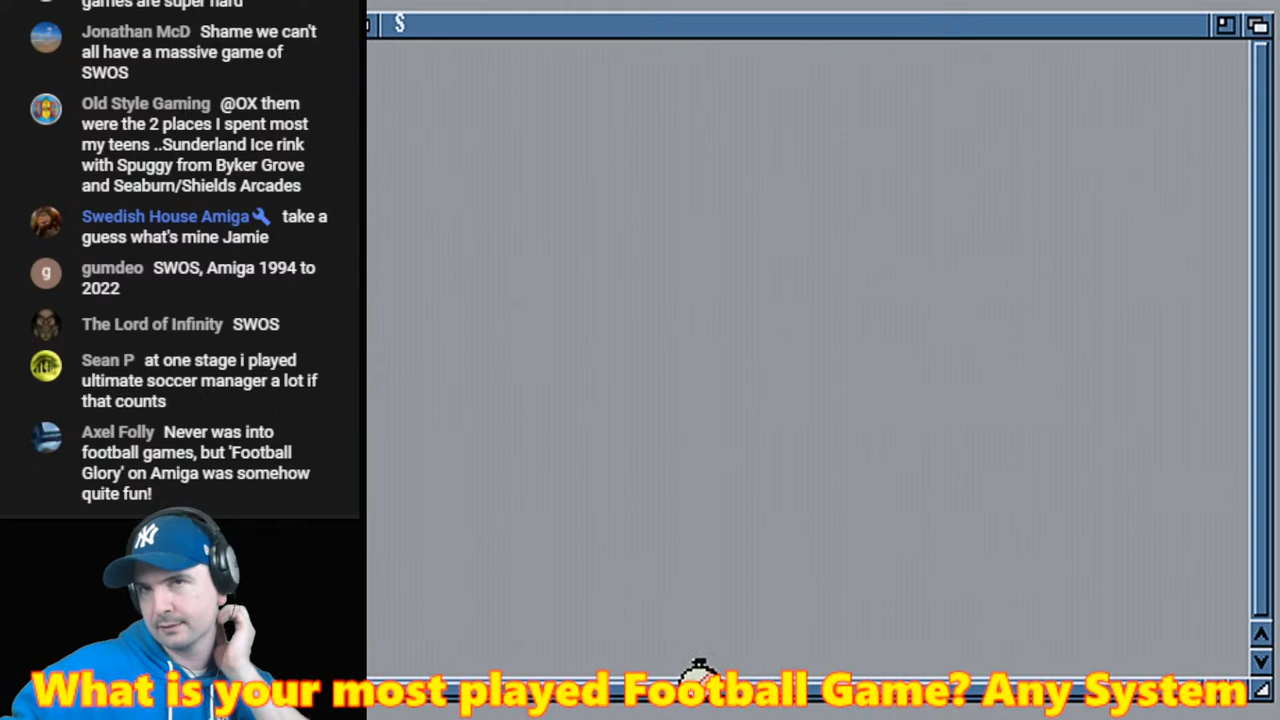 games are super hard
S
Jonathan McD Shame we can't
all have a massive game of
SWOS
Old Style Gaming @OX them
were the 2 places I spent most
my teens ..Sunderland Ice rink
with Spuggy from Byker Grove
and Seaburn/Shields Arcades
Swedish House Amiga take a
guess what's mine Jamie
g
gumdeo SWOS, Amiga 1994 to
2022
The Lord of Infinity SWOS
Sean P at one stage i played
ultimate soccer manager a lot if
that counts
Axel Folly Never was into
football games, but 'Football
Glory' on Amiga was somehow
quite fun!
NY
What is your most played Football Game? Any System